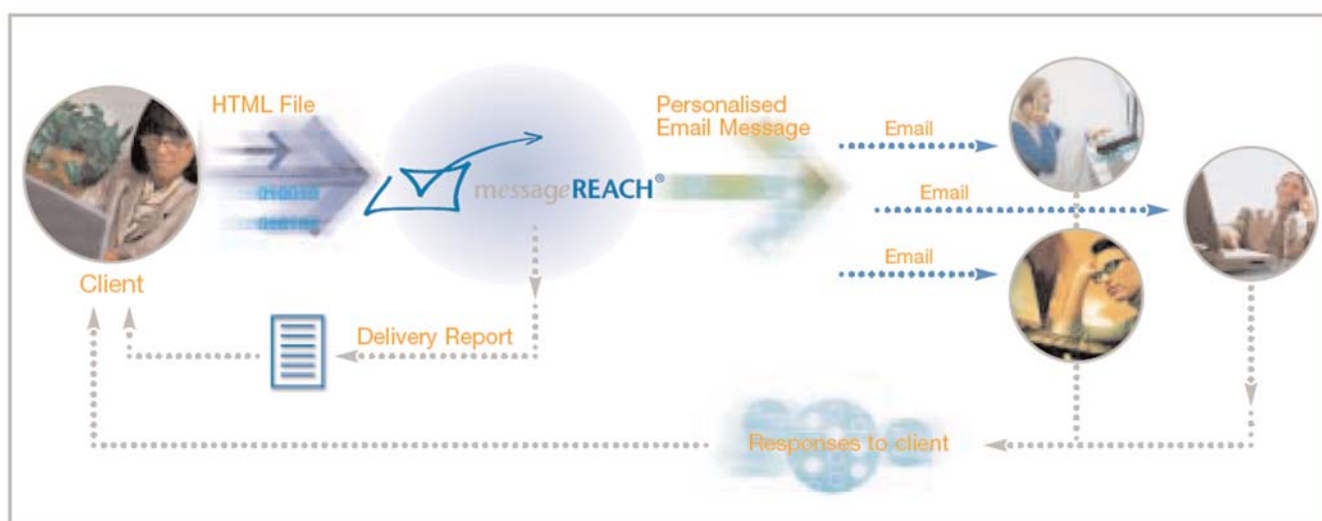 HTML File
messageREACH®
Personalised
Email Message
Email
Email
Email
Client
Delivery Report
Responses to client